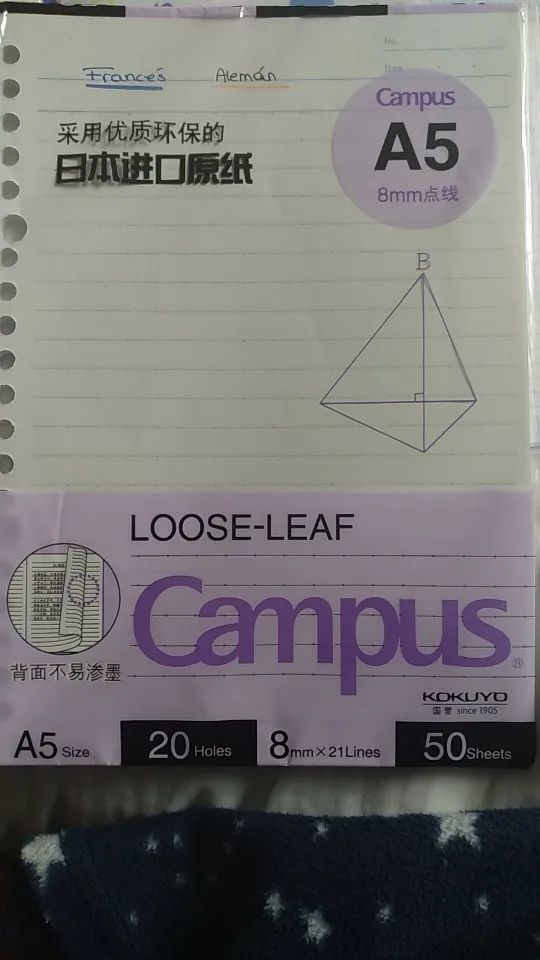 No.
Date
Francés Alemán
Campus
A5
8mm点线
采用优质环保的
日本进口原纸
B
LOOSE-LEAF
Campus®
背面不易渗墨
KOKUYO
国誉 since 1905
A5 Size 20 Holes 8mm×21Lines 50Sheets